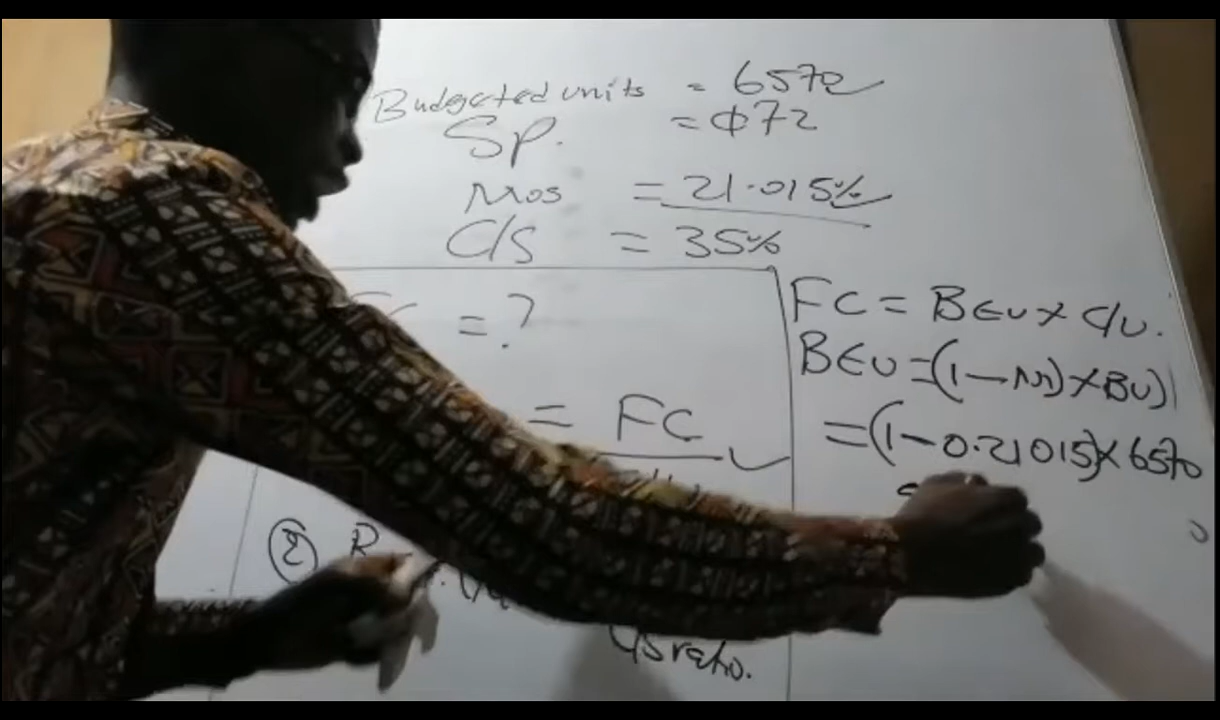 Budgeted units = 6570
SP. = ¢72
Mos = 21.015%
C/S = 35%
= ?
= FC
② R
C/S ratio.
FC = BEU × C/U.
BEU = (1 – M) × BU)
= (1 – 0.21015) × 6570